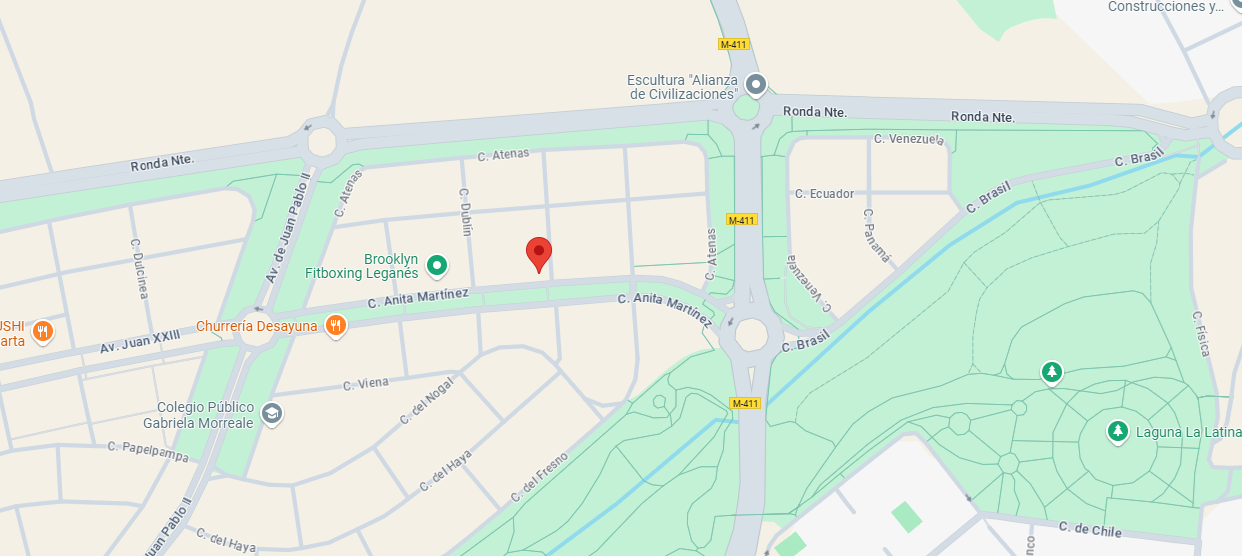 Construcciones y…
M-411
Escultura "Alianza
de Civilizaciones"
Ronda Nte.
Ronda Nte.
C. Venezuela
C. Brasil
Ronda Nte.
C. Atenas
C. Atenas
Av. de Juan Pablo II
C. Dublín
C. Ecuador
C. Brasil
M-411
C. Panamá
C. Dulcinea
C. Atenas
Brooklyn
Fitboxing Leganés
C. Venezuela
C. Anita Martínez
C. Anita Martínez
USHI
arta
Churrería Desayuna
Av. Juan XXIII
C. Brasil
C. Física
C. Viena
C. del Nogal
M-411
Colegio Público
Gabriela Morreale
Laguna La Latina
C. Papelpampa
C. del Haya
C. del Fresno
Juan Pablo II
C. del Haya
C. de Chile
nco